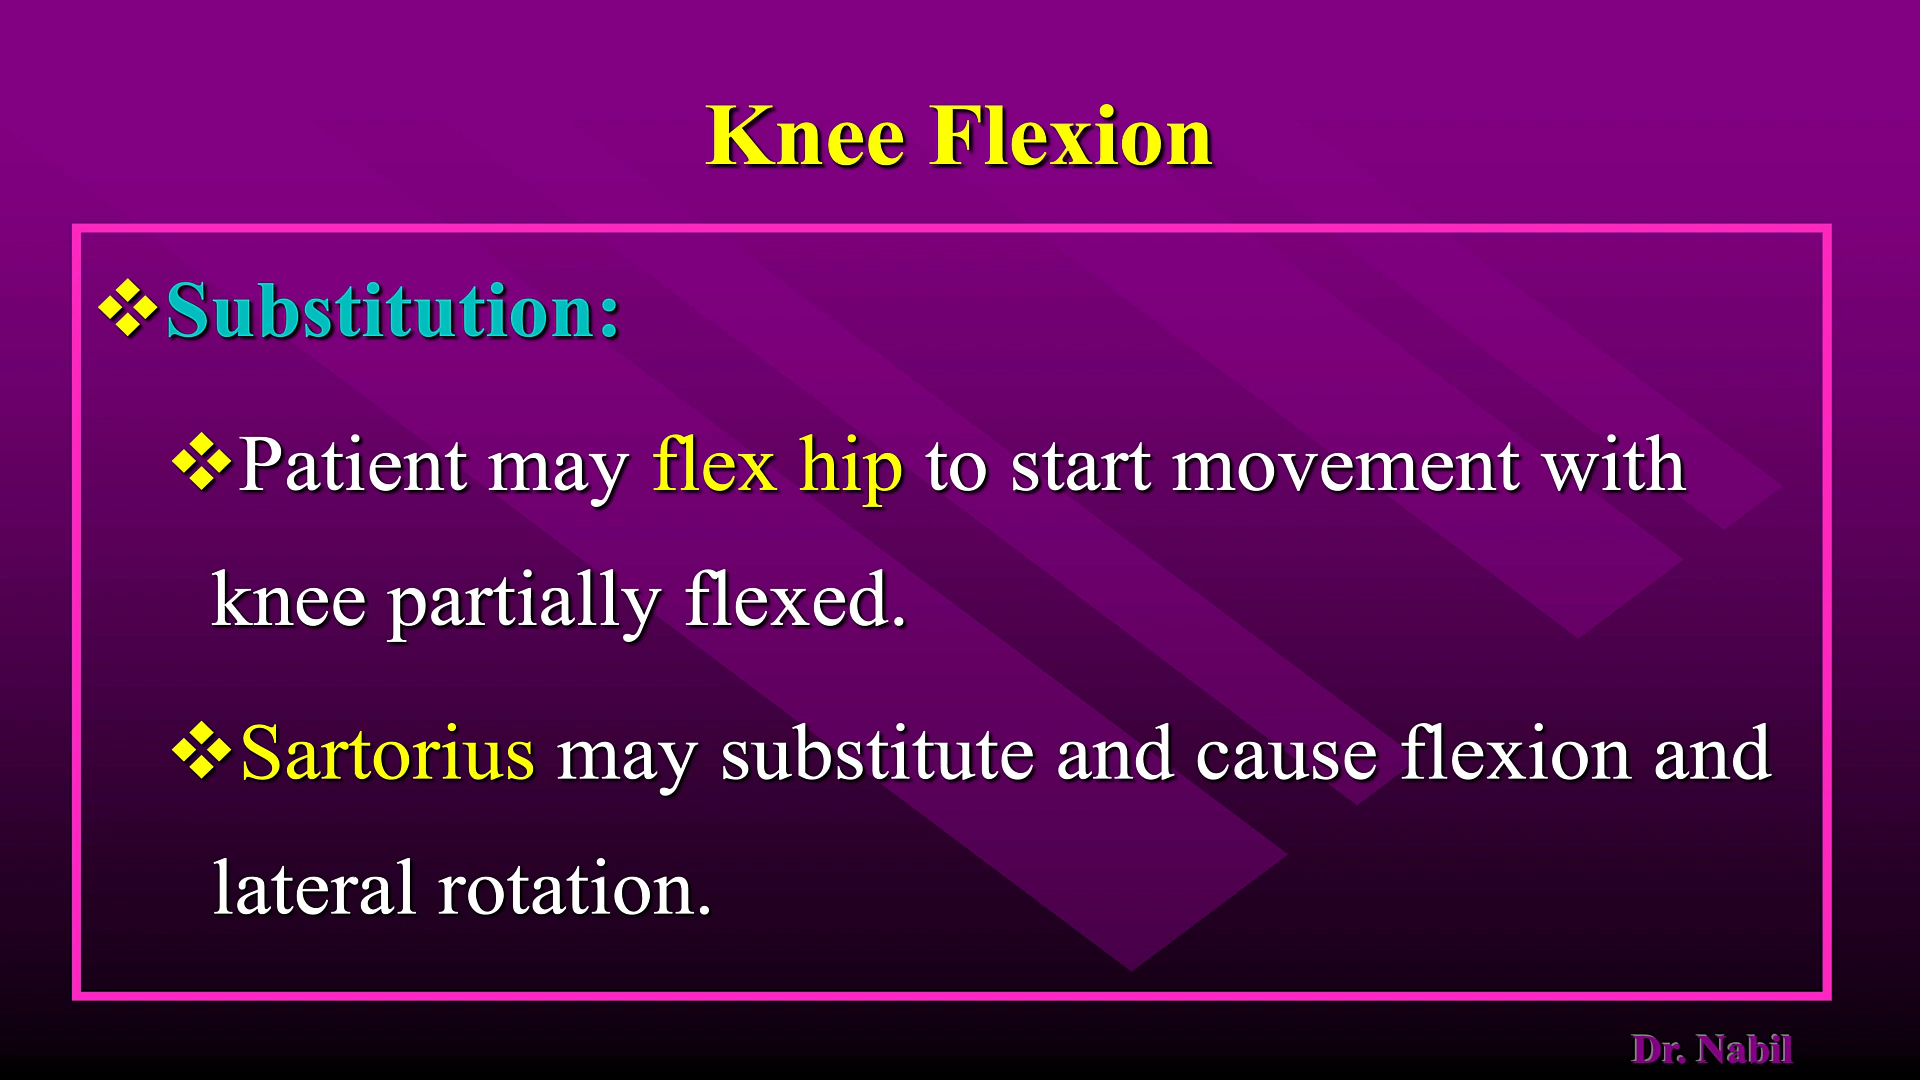 Knee Flexion
❖Substitution:
❖Patient may flex hip to start movement with
knee partially flexed.
❖Sartorius may substitute and cause flexion and
lateral rotation.
Dr. Nabil